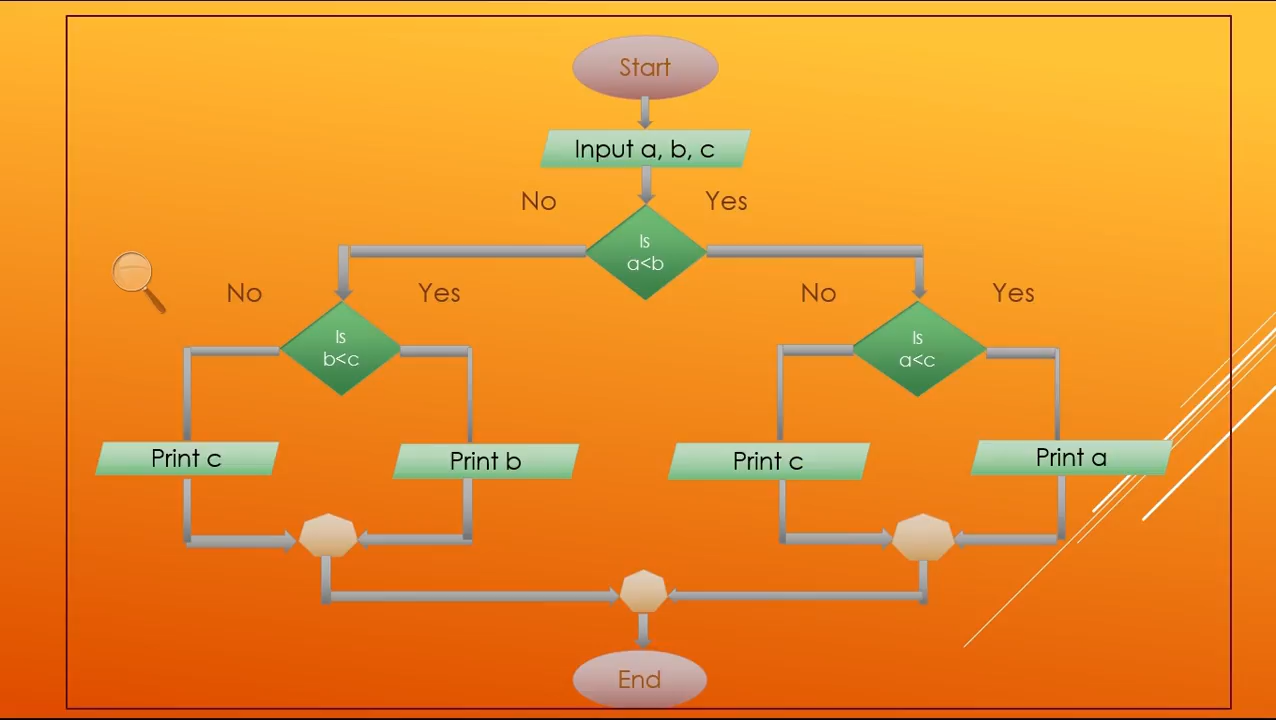 Start
Input a, b, c
No
Yes
Is
a<b
No
Yes
No
Yes
Is
b<c
Is
a<c
Print c
Print b
Print c
Print a
End